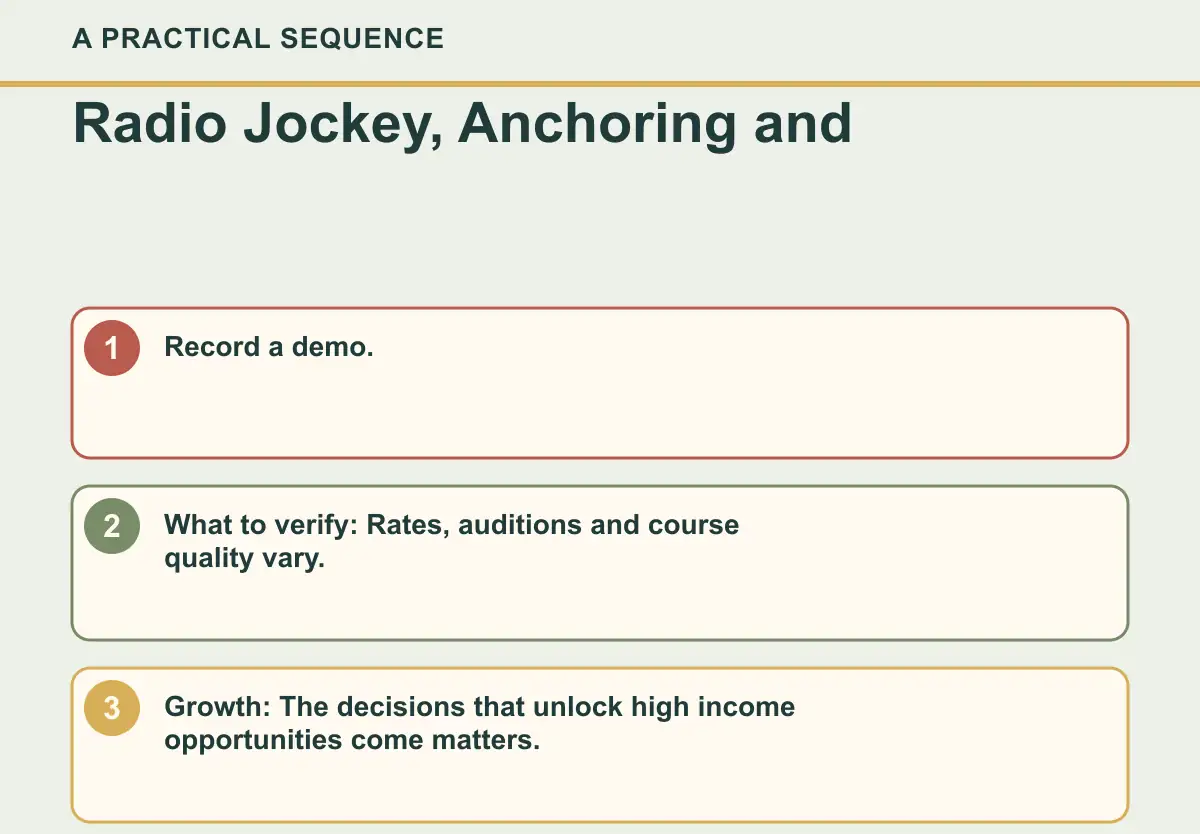 A PRACTICAL SEQUENCE
Radio Jockey, Anchoring and
1 Record a demo.
2 What to verify: Rates, auditions and course
quality vary.
3 Growth: The decisions that unlock high income
opportunities come matters.